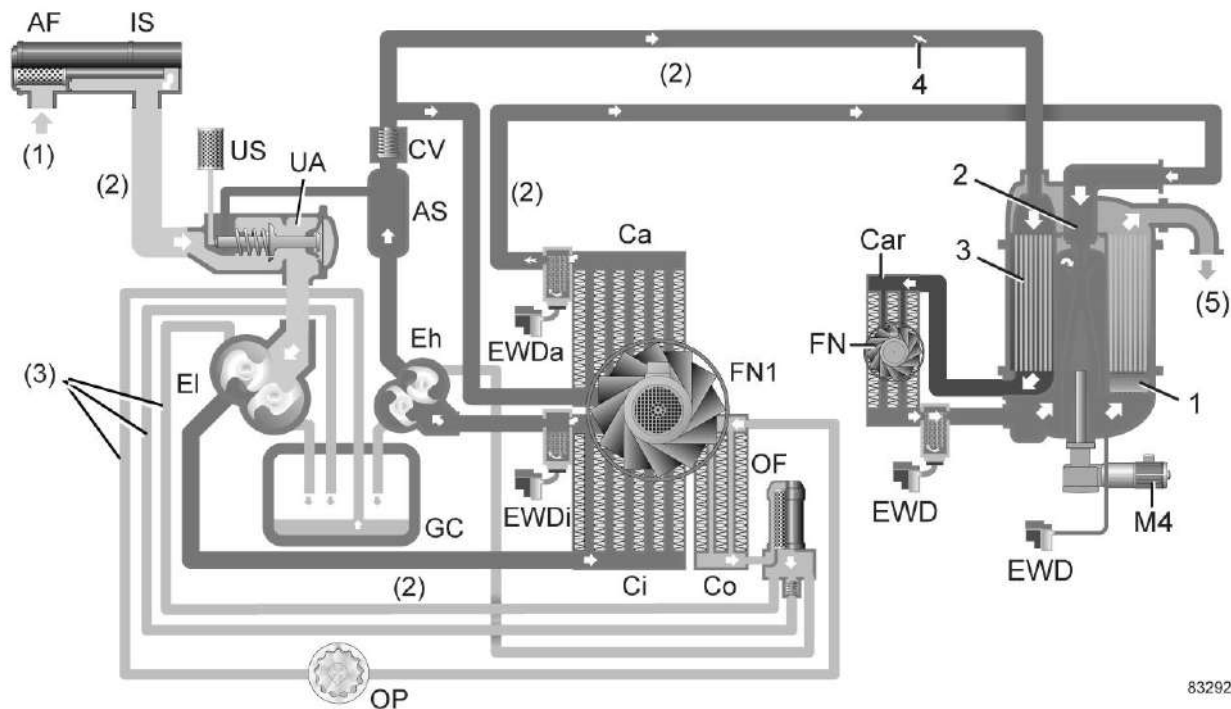 AF IS
(2)
4
(1)
US
CV
UA
(2)
AS
(2)
2
Ca
Car
3
(5)
EWDa
Eh
FN
FN1
(3)
El
1
OF
EWDi
EWD
M4
GC
EWD
(2)
Ci
Co
OP
83292